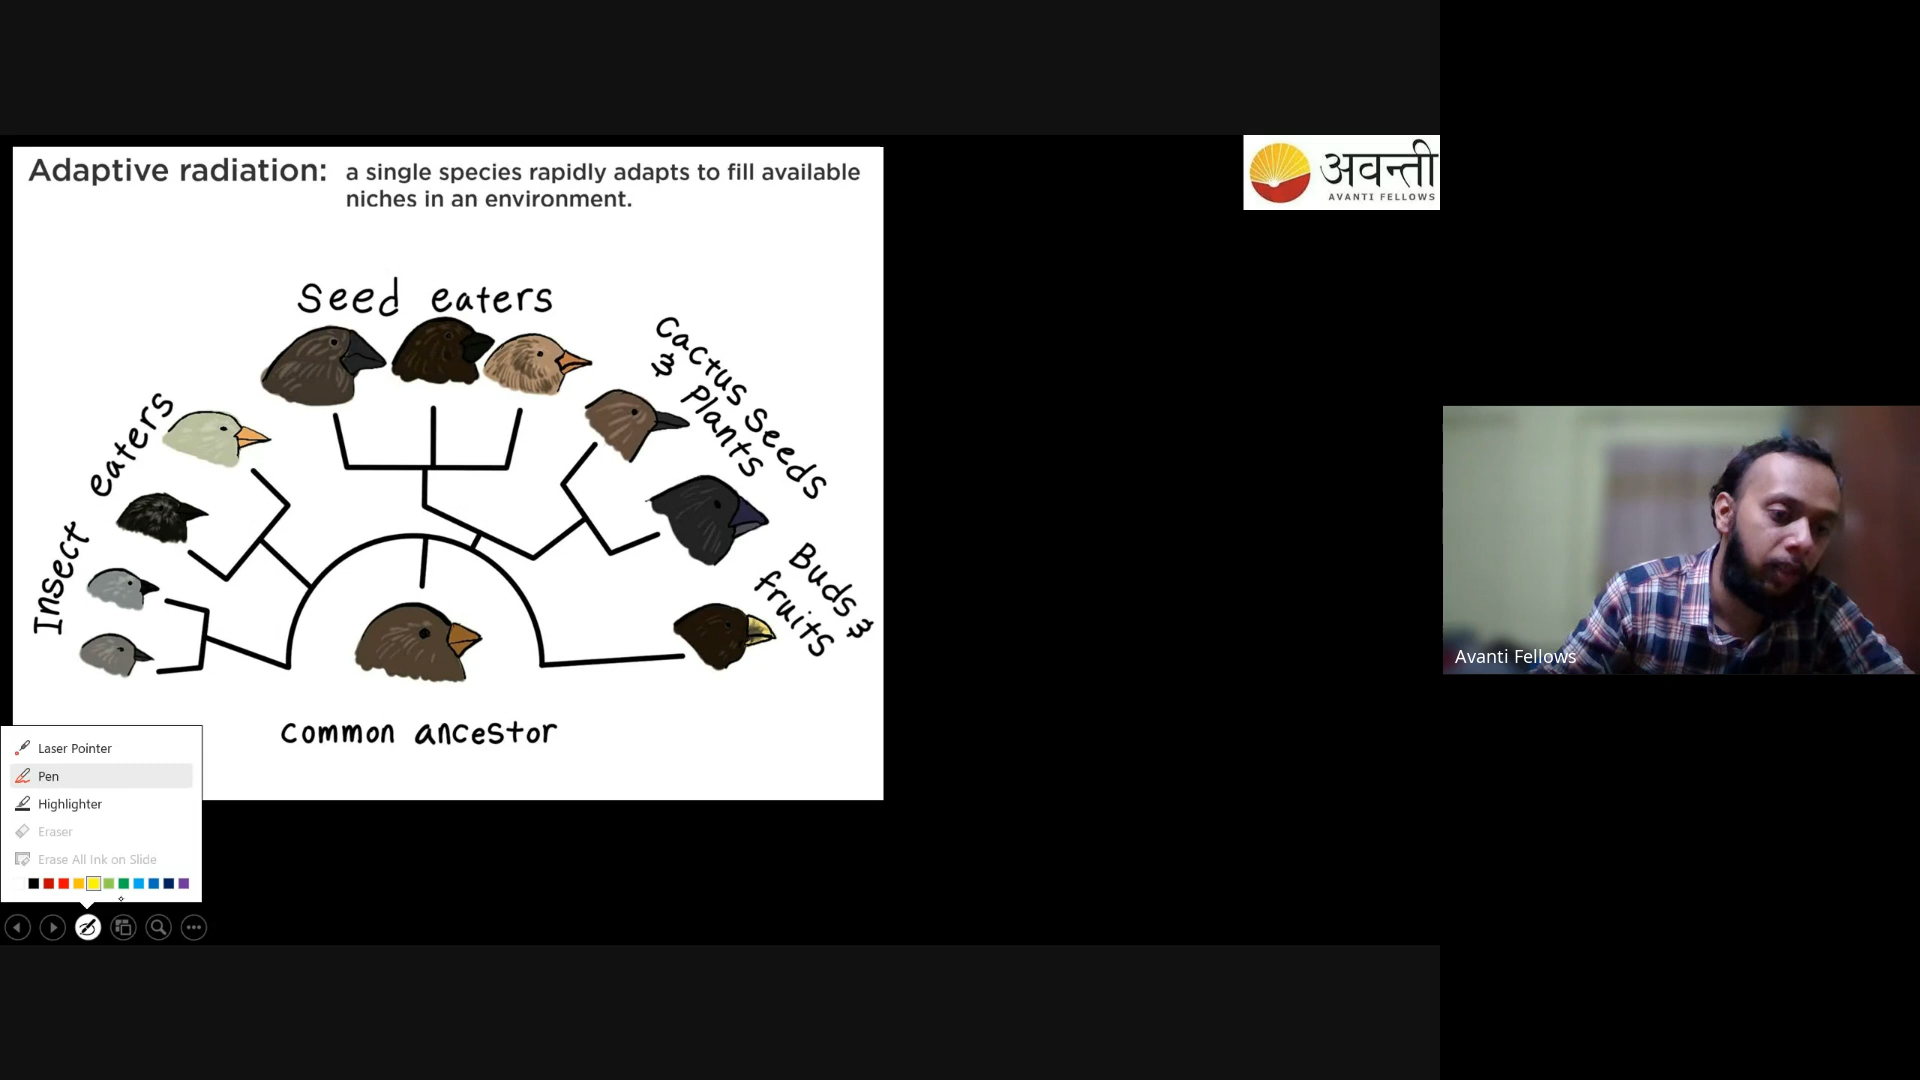 Adaptive radiation: a single species rapidly adapts to fill available
niches in an environment.
अवन्ती
AVANTI FELLOWS
Seed eaters
Cactus seeds
& Plants
Insect eaters
Buds &
fruits
common ancestor
Avanti Fellows
Laser Pointer
Pen
Highlighter
Eraser
Erase All Ink on Slide